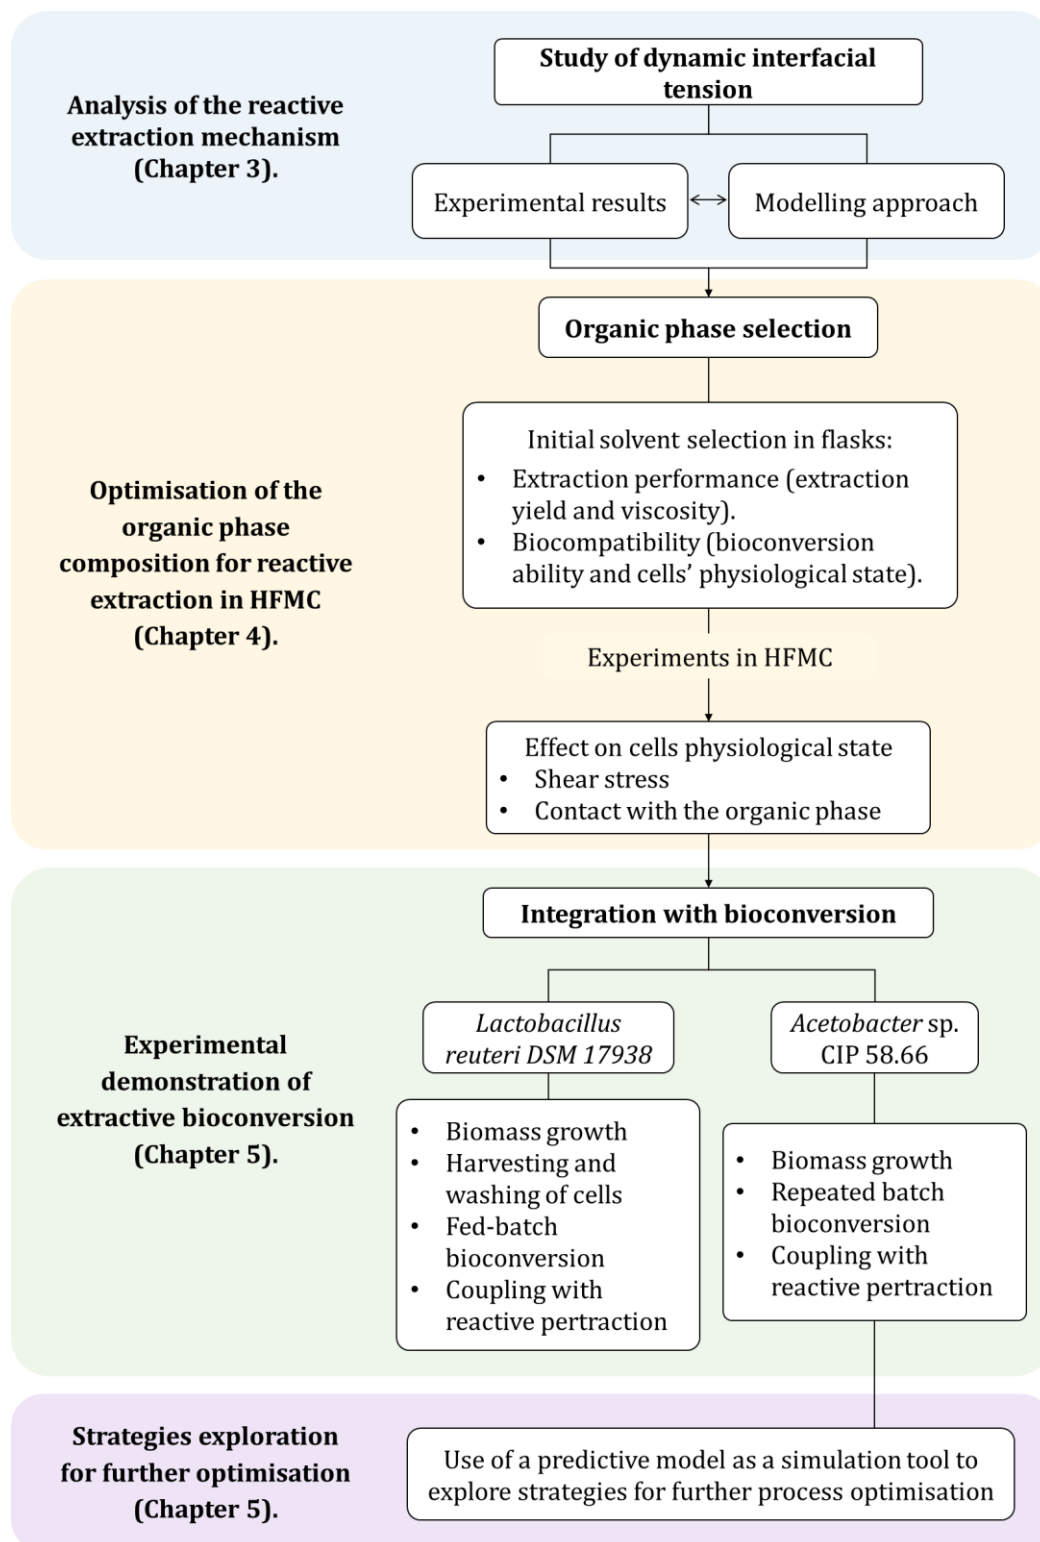 Analysis of the reactive
extraction mechanism
(Chapter 3).
Study of dynamic interfacial
tension
Experimental results
Modelling approach
Optimisation of the
organic phase
composition for reactive
extraction in HFMC
(Chapter 4).
Organic phase selection
Initial solvent selection in flasks:
• Extraction performance (extraction
yield and viscosity).
• Biocompatibility (bioconversion
ability and cells’ physiological state).
Experiments in HFMC
Effect on cells physiological state
• Shear stress
• Contact with the organic phase
Experimental
demonstration of
extractive bioconversion
(Chapter 5).
Integration with bioconversion
Lactobacillus
reuteri DSM 17938
• Biomass growth
• Harvesting and
washing of cells
• Fed-batch
bioconversion
• Coupling with
reactive pertraction
Acetobacter sp.
CIP 58.66
• Biomass growth
• Repeated batch
bioconversion
• Coupling with
reactive pertraction
Strategies exploration
for further optimisation
(Chapter 5).
Use of a predictive model as a simulation tool to
explore strategies for further process optimisation